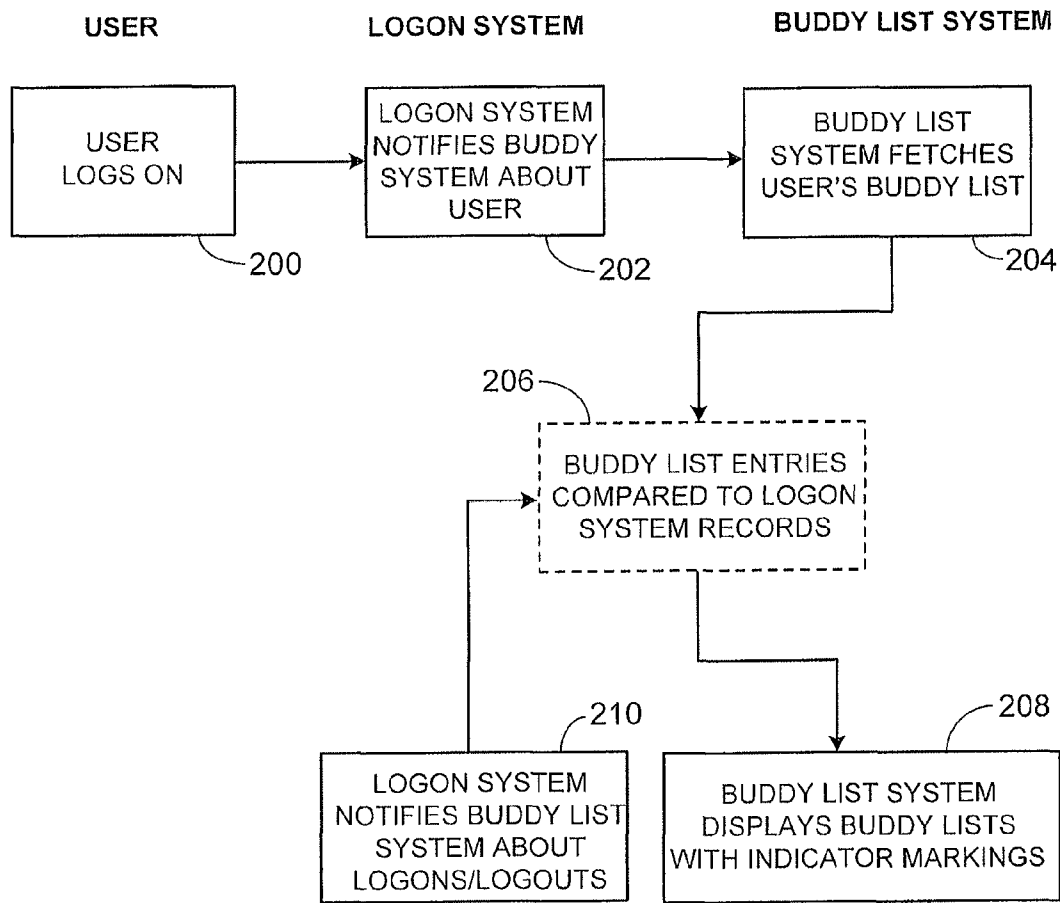 USER
LOGON SYSTEM
BUDDY LIST SYSTEM
USER
LOGS ON
200
LOGON SYSTEM
NOTIFIES BUDDY
SYSTEM ABOUT
USER
202
BUDDY LIST
SYSTEM FETCHES
USER'S BUDDY LIST
204
206
BUDDY LIST ENTRIES
COMPARED TO LOGON
SYSTEM RECORDS
210
LOGON SYSTEM
NOTIFIES BUDDY LIST
SYSTEM ABOUT
LOGONS/LOGOUTS
208
BUDDY LIST SYSTEM
DISPLAYS BUDDY LISTS
WITH INDICATOR MARKINGS